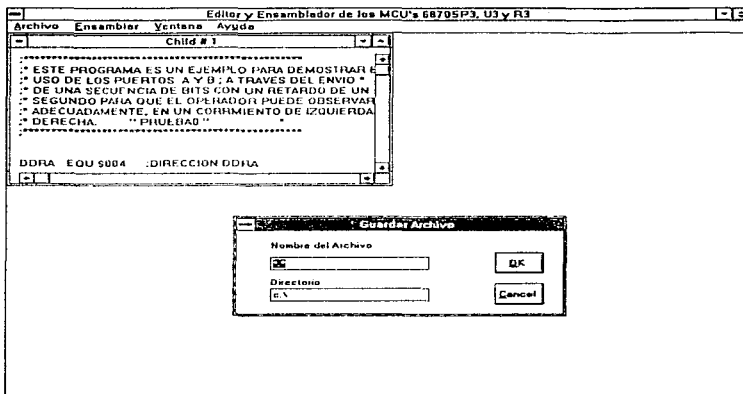 Editor y Ensamblador de los MCU's 68705P3, U3 y R3
Archivo Ensamblar Ventana Ayuda
Child # 1
;************************************************
;* ESTE PROGRAMA ES UN EJEMPLO PARA DEMOSTRAR E
;* USO DE LOS PUERTOS A Y B ; A TRAVES DEL ENVIO *
;* DE UNA SECUENCIA DE BITS CON UN RETARDO DE UN
;* SEGUNDO PARA QUE EL OPERADOR PUEDE OBSERVAR
;* ADECUADAMENTE, EN UN CORRIMIENTO DE IZQUIERDA
;* DERECHA. "PRUEBA0" *
;************************************************
DDRA EQU $004 ;DIRECCION DDRA
Guardar Archivo
Nombre del Archivo
OK
Directorio
c:\
Cancel